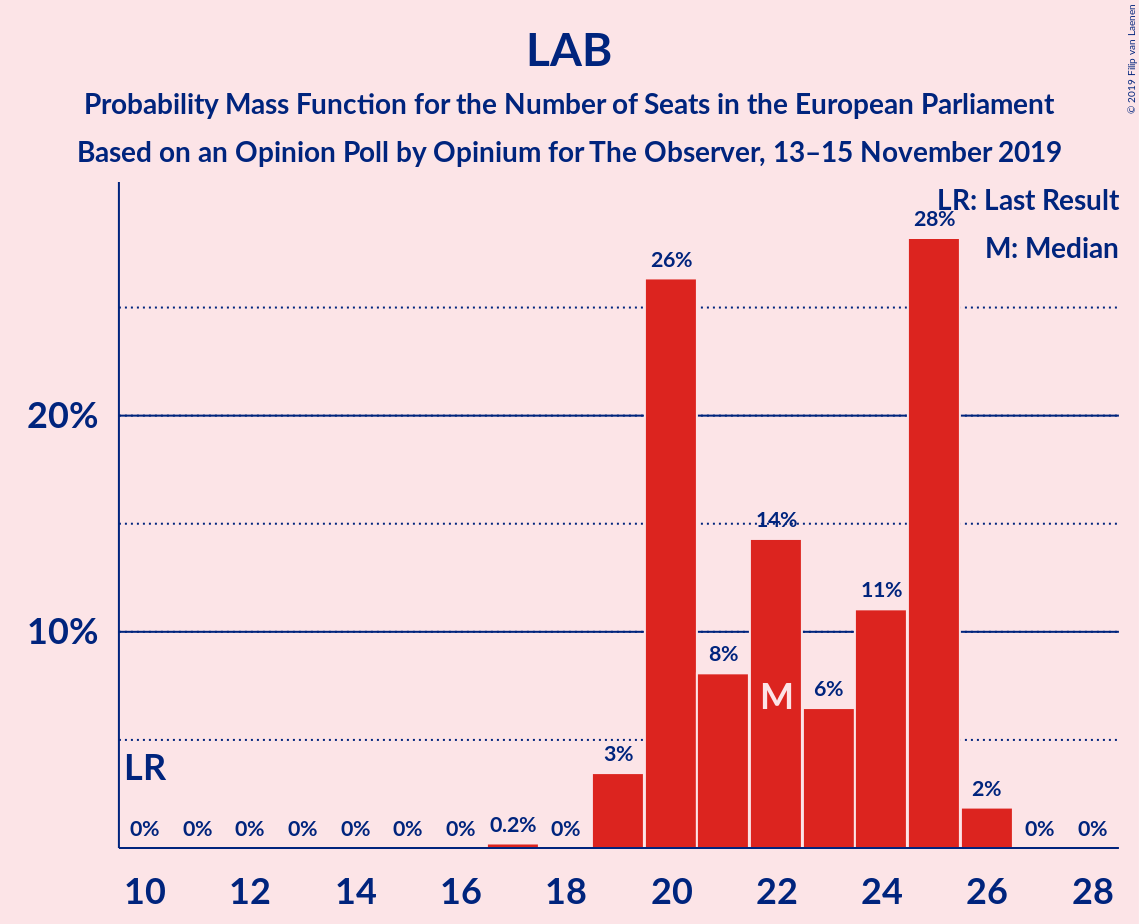 LAB
Probability Mass Function for the Number of Seats in the European Parliament
Based on an Opinion Poll by Opinium for The Observer, 13–15 November 2019
© 2019 Filip van Laenen
LR: Last Result
M: Median
28%
26%
20%
14%
11%
10%
8%
6%
M
3%
LR
2%
0% 0% 0% 0% 0% 0% 0% 0.2% 0% 0% 0%
10 12 14 16 18 20 22 24 26 28